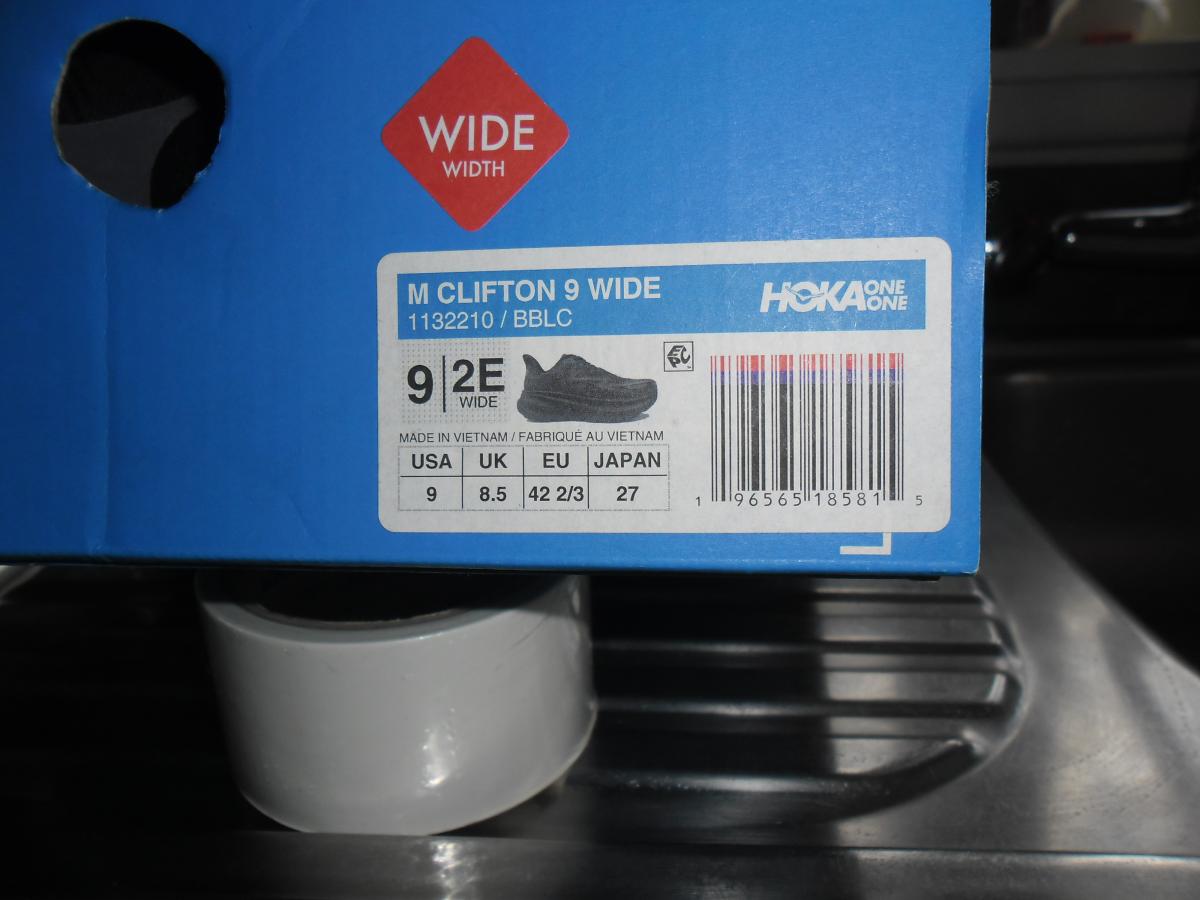 WIDE
WIDTH
M CLIFTON 9 WIDE
1132210 / BBLC
HOKA ONE ONE
9 2E
WIDE
EPC
MADE IN VIETNAM / FABRIQUÉ AU VIETNAM
USA UK EU JAPAN
9 8.5 42 2/3 27
1 96565 18581 5